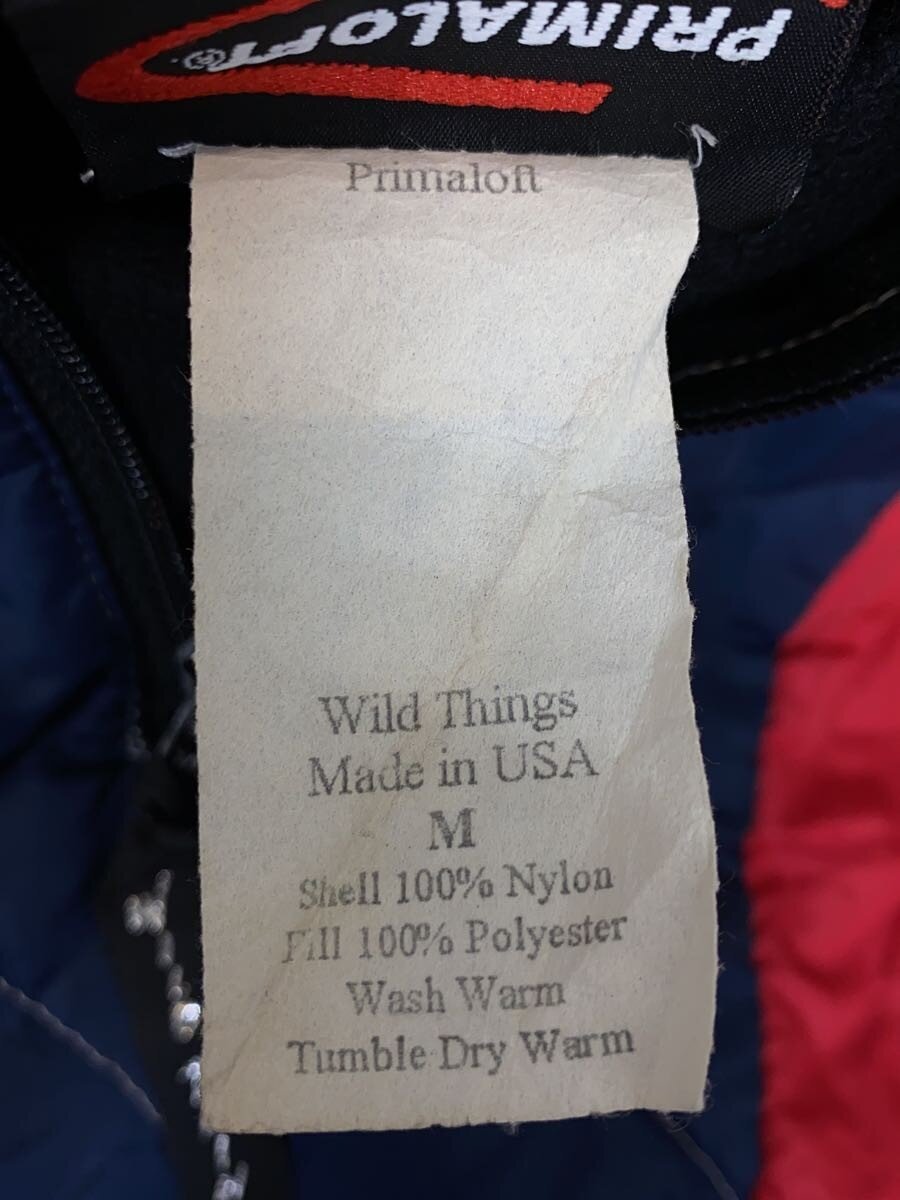 PRIMALOFT®
Primaloft
Wild Things
Made in USA
M
Shell 100% Nylon
Fill 100% Polyester
Wash Warm
Tumble Dry Warm